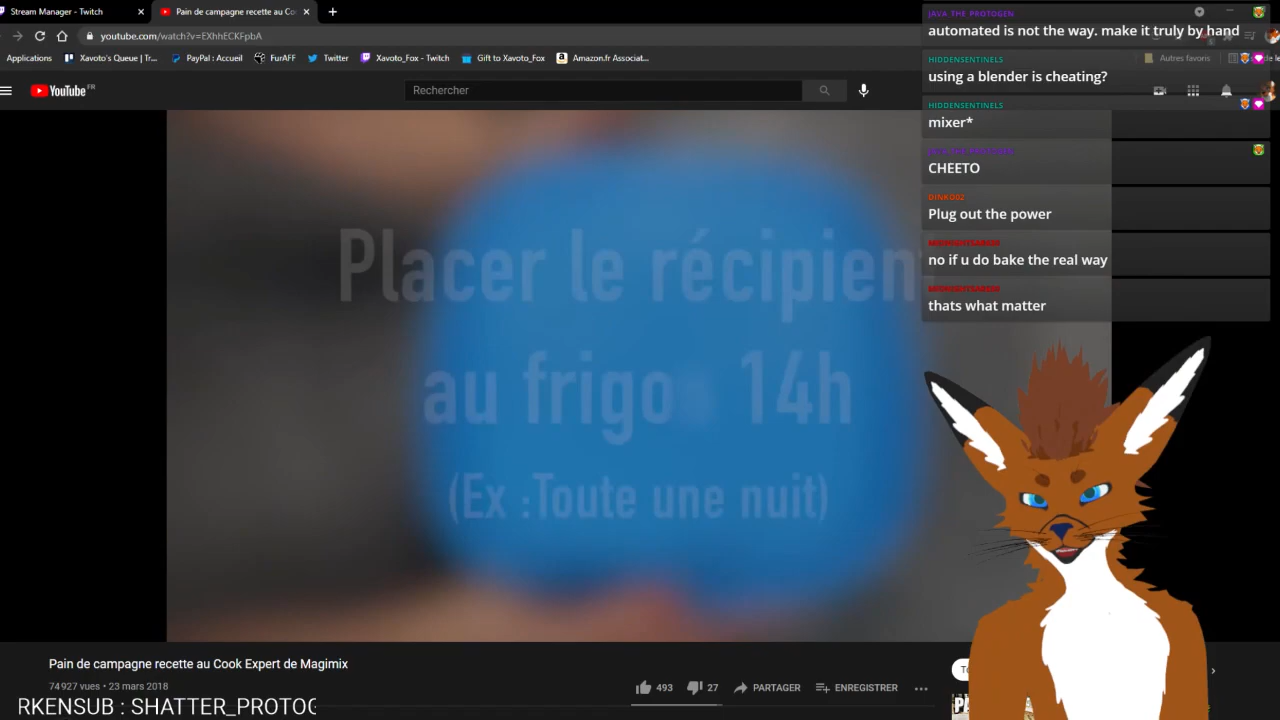 Stream Manager - Twitch
Pain de campagne recette au Co
youtube.com/watch?v=EXhhECKFpbA
Applications
Xavoto's Queue | Tr...
PayPal : Accueil
FurAFF
Twitter
Xavoto_Fox - Twitch
Gift to Xavoto_Fox
Amazon.fr Associat...
Autres favoris
YouTube FR
Rechercher
JAVA THE PROTOGEN
automated is not the way. make it truly by hand
HIDDENSENTINELS
using a blender is cheating?
HIDDENSENTINELS
mixer*
CHEETO
DINKO02
Plug out the power
no if u do bake the real way
thats what matter
Placer le récipient
au frigo 14h
(Ex :Toute une nuit)
Pain de campagne recette au Cook Expert de Magimix
74 927 vues • 23 mars 2018
493
27
PARTAGER
ENREGISTRER
RKENSUB : SHATTER_PROTOG